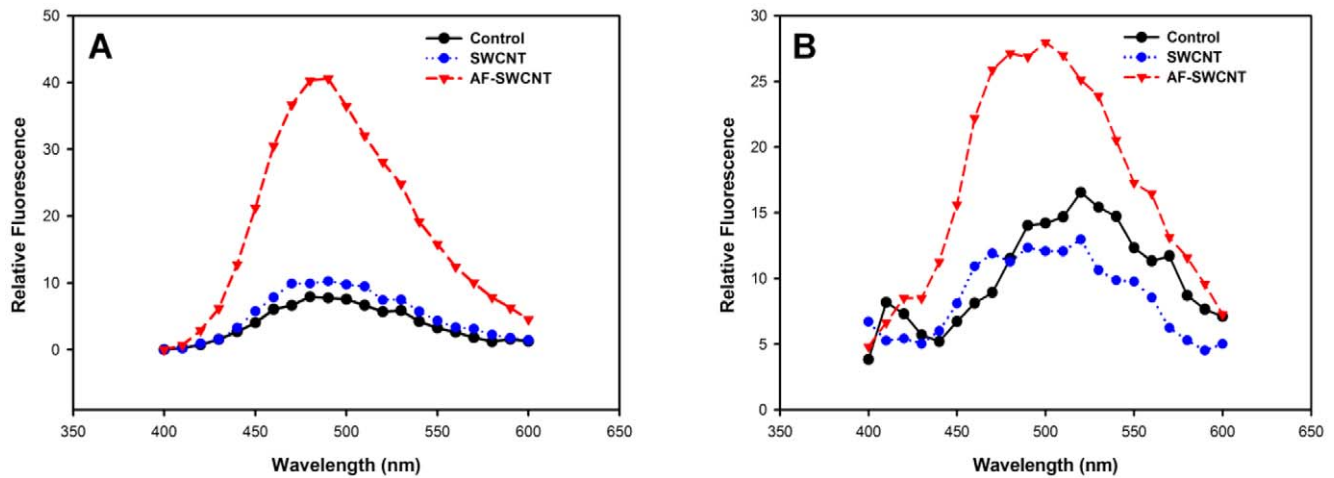 A
Control
SWCNT
AF-SWCNT
50
40
30
20
10
0
Relative Fluorescence
350 400 450 500 550 600 650
Wavelength (nm)
B
Control
SWCNT
AF-SWCNT
30
25
20
15
10
5
0
Relative Fluorescence
350 400 450 500 550 600 650
Wavelength (nm)